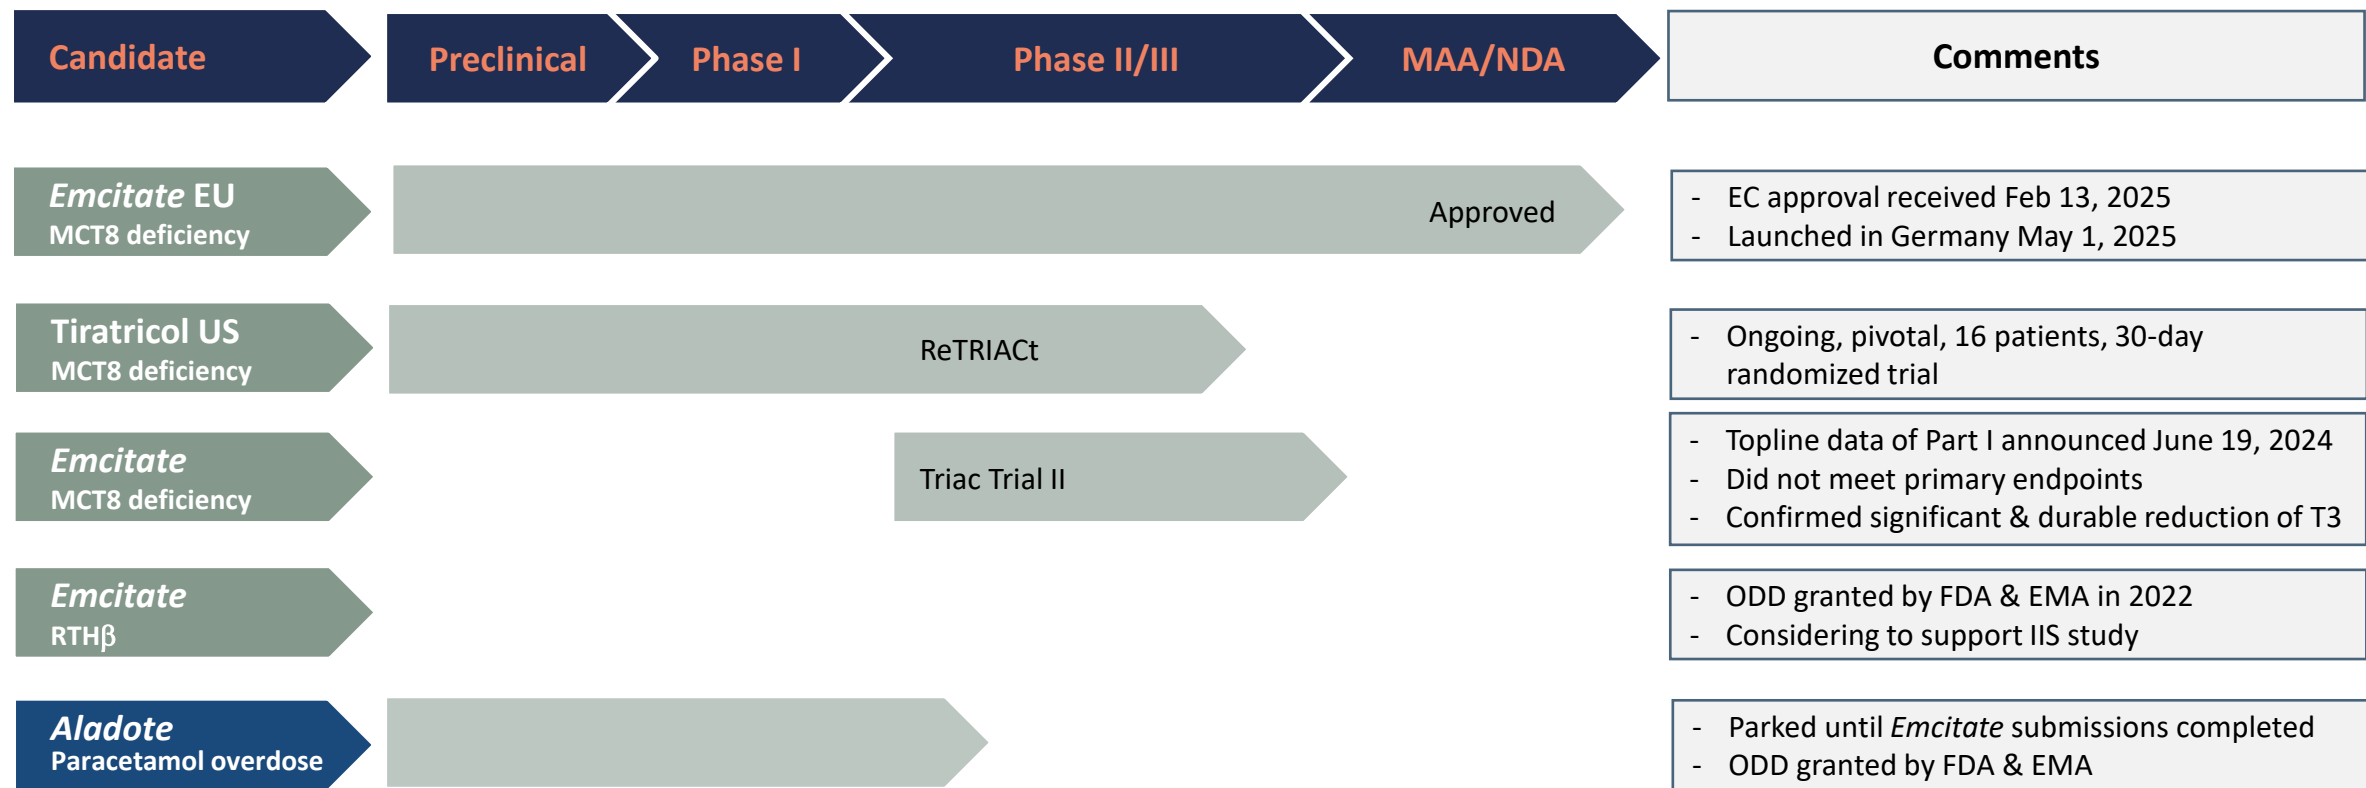 Candidate
Preclinical
Phase I
Phase II/III
MAA/NDA
Comments
Emcitate EU
MCT8 deficiency
Approved
- EC approval received Feb 13, 2025
- Launched in Germany May 1, 2025
Tiratricol US
MCT8 deficiency
ReTRIACt
- Ongoing, pivotal, 16 patients, 30-day
randomized trial
Emcitate
MCT8 deficiency
Triac Trial II
- Topline data of Part I announced June 19, 2024
- Did not meet primary endpoints
- Confirmed significant & durable reduction of T3
Emcitate
RTHβ
- ODD granted by FDA & EMA in 2022
- Considering to support IIS study
Aladote
Paracetamol overdose
- Parked until Emcitate submissions completed
- ODD granted by FDA & EMA